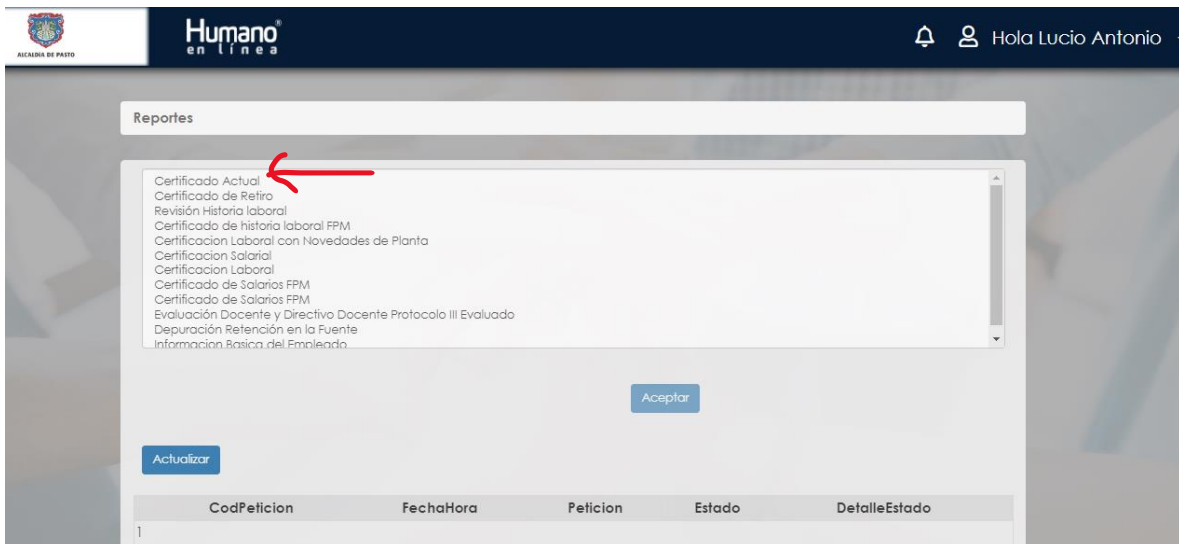 ALCALDÍA DE PASTO
Humano®
en línea
Hola Lucio Antonio
Reportes
Certificado Actual
Certificado de Retiro
Revisión Historia laboral
Certificado de historia laboral FPM
Certificacion Laboral con Novedades de Planta
Certificacion Salarial
Certificacion Laboral
Certificado de Salarios FPM
Certificado de Salarios FPM
Evaluación Docente y Directivo Docente Protocolo III Evaluado
Depuración Retención en la Fuente
Informacion Basica del Empleado
Aceptar
Actualizar
CodPeticion FechaHora Peticion Estado DetalleEstado
1